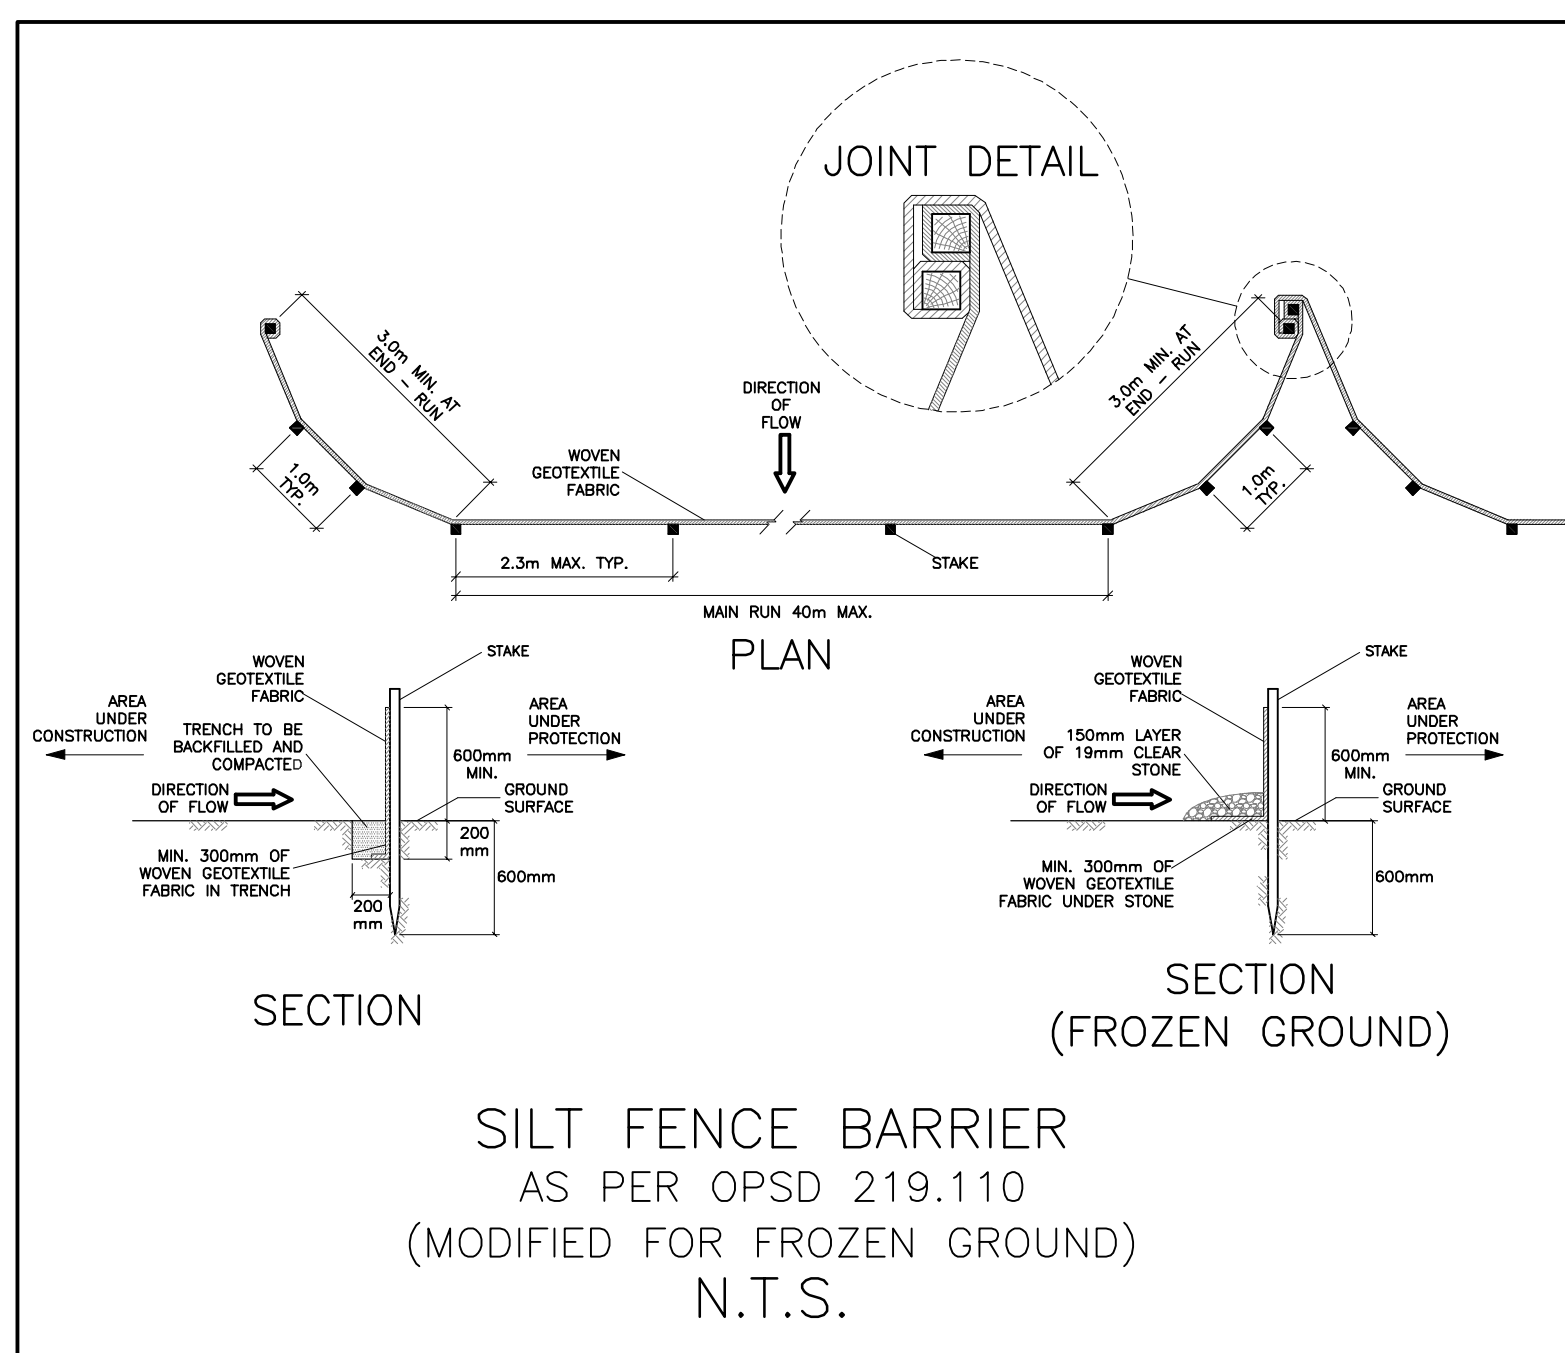 JOINT DETAIL
3.0m MIN. AT
END - RUN
1.0m
TYP.
WOVEN
GEOTEXTILE
FABRIC
DIRECTION
OF
FLOW
3.0m MIN. AT
END - RUN
1.0m
TYP.
2.3m MAX. TYP.
STAKE
MAIN RUN 40m MAX.
PLAN
WOVEN
GEOTEXTILE
FABRIC
STAKE
AREA
UNDER
CONSTRUCTION
TRENCH TO BE
BACKFILLED AND
COMPACTED
AREA
UNDER
PROTECTION
600mm
MIN.
DIRECTION
OF FLOW
GROUND
SURFACE
200
mm
MIN. 300mm OF
WOVEN GEOTEXTILE
FABRIC IN TRENCH
600mm
200
mm
SECTION
WOVEN
GEOTEXTILE
FABRIC
STAKE
AREA
UNDER
CONSTRUCTION
150mm LAYER
OF 19mm CLEAR
STONE
AREA
UNDER
PROTECTION
600mm
MIN.
DIRECTION
OF FLOW
GROUND
SURFACE
MIN. 300mm OF
WOVEN GEOTEXTILE
FABRIC UNDER STONE
600mm
SECTION
(FROZEN GROUND)
SILT FENCE BARRIER
AS PER OPSD 219.110
(MODIFIED FOR FROZEN GROUND)
N.T.S.